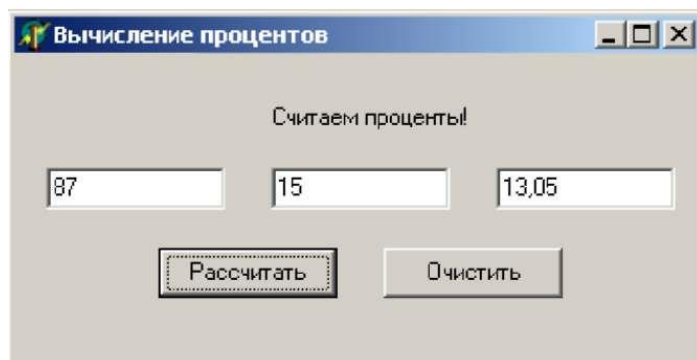 Вычисление процентов
Считаем проценты!
87 15 13,05
Рассчитать Очистить